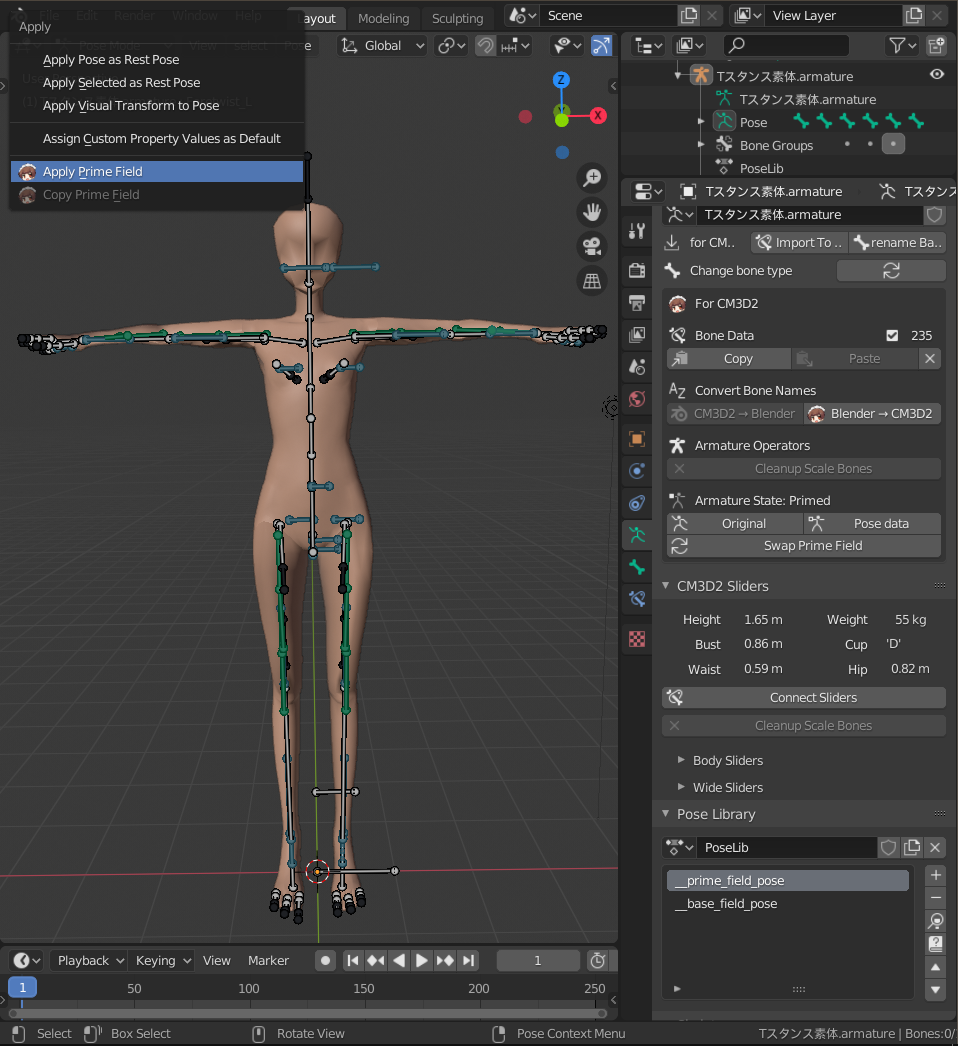 Apply
Apply Pose as Rest Pose
Apply Selected as Rest Pose
Apply Visual Transform to Pose
Assign Custom Property Values as Default
Apply Prime Field
Copy Prime Field
Layout Modeling Sculpting
Scene
View Layer
Global
Z
X
Tスタンス素体.armature
Tスタンス素体.armature
Pose
Bone Groups
PoseLib
Tスタンス素体.armature
Tスタンス素体.armature
for CM.. Import To .. rename Ba..
Change bone type
For CM3D2
Bone Data 235
Copy Paste
Convert Bone Names
CM3D2 → Blender Blender → CM3D2
Armature Operators
Cleanup Scale Bones
Armature State: Primed
Original Pose data
Swap Prime Field
CM3D2 Sliders
Height 1.65 m Weight 55 kg
Bust 0.86 m Cup 'D'
Waist 0.59 m Hip 0.82 m
Connect Sliders
Cleanup Scale Bones
Body Sliders
Wide Sliders
Pose Library
PoseLib
__prime_field_pose
__base_field_pose
Playback Keying View Marker 1
1 50 100 150 200 250
Select Box Select Rotate View Pose Context Menu Tスタンス素体.armature | Bones:0/